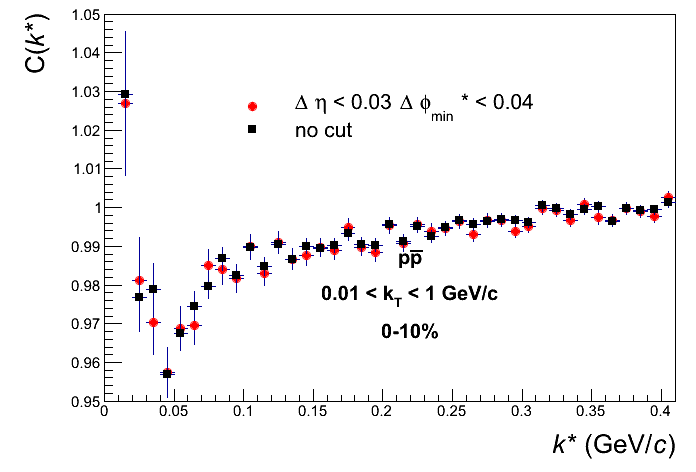 C(k*)
1.05
1.04
1.03
1.02
1.01
1
0.99
0.98
0.97
0.96
0.95
Δ η < 0.03 Δ ϕmin * < 0.04
no cut
pp̅
0.01 < kT < 1 GeV/c
0-10%
0 0.05 0.1 0.15 0.2 0.25 0.3 0.35 0.4
k* (GeV/c)